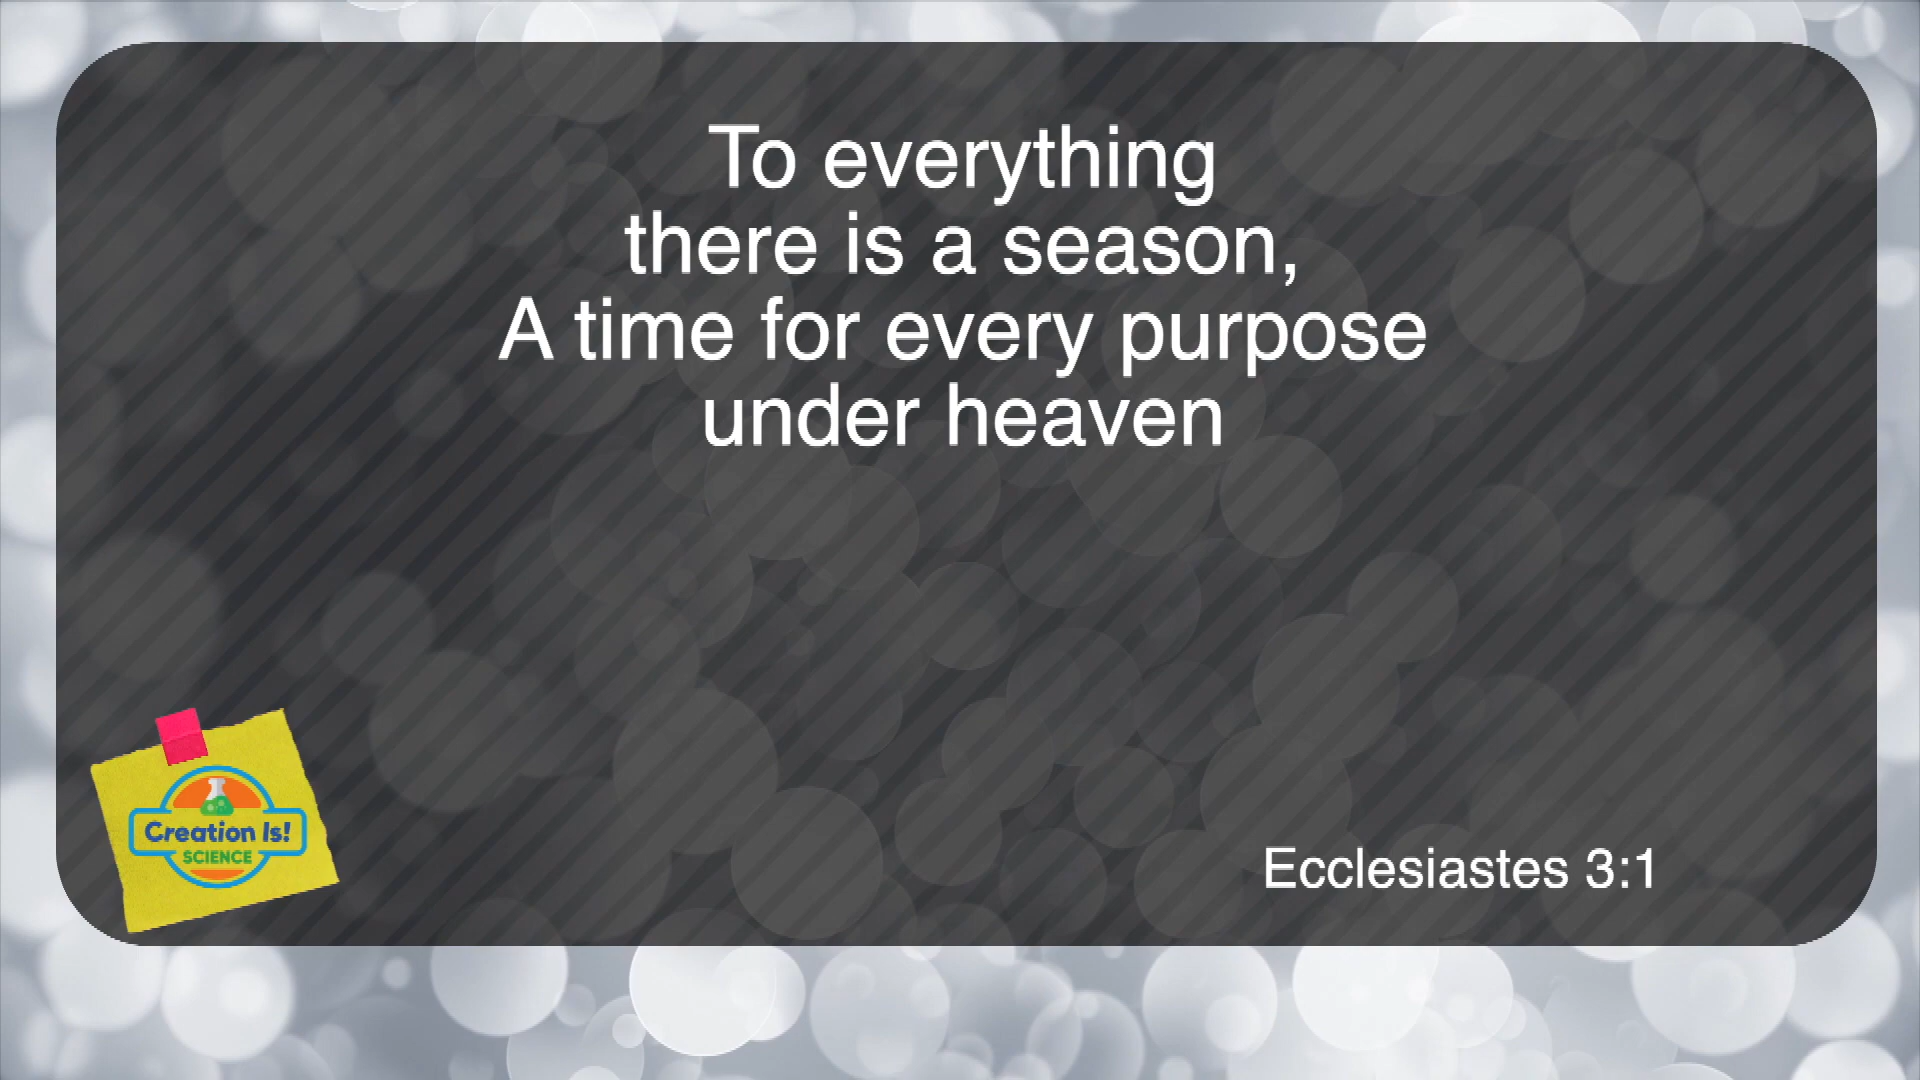 To everything
there is a season,
A time for every purpose
under heaven
Creation Is!
SCIENCE
Ecclesiastes 3:1